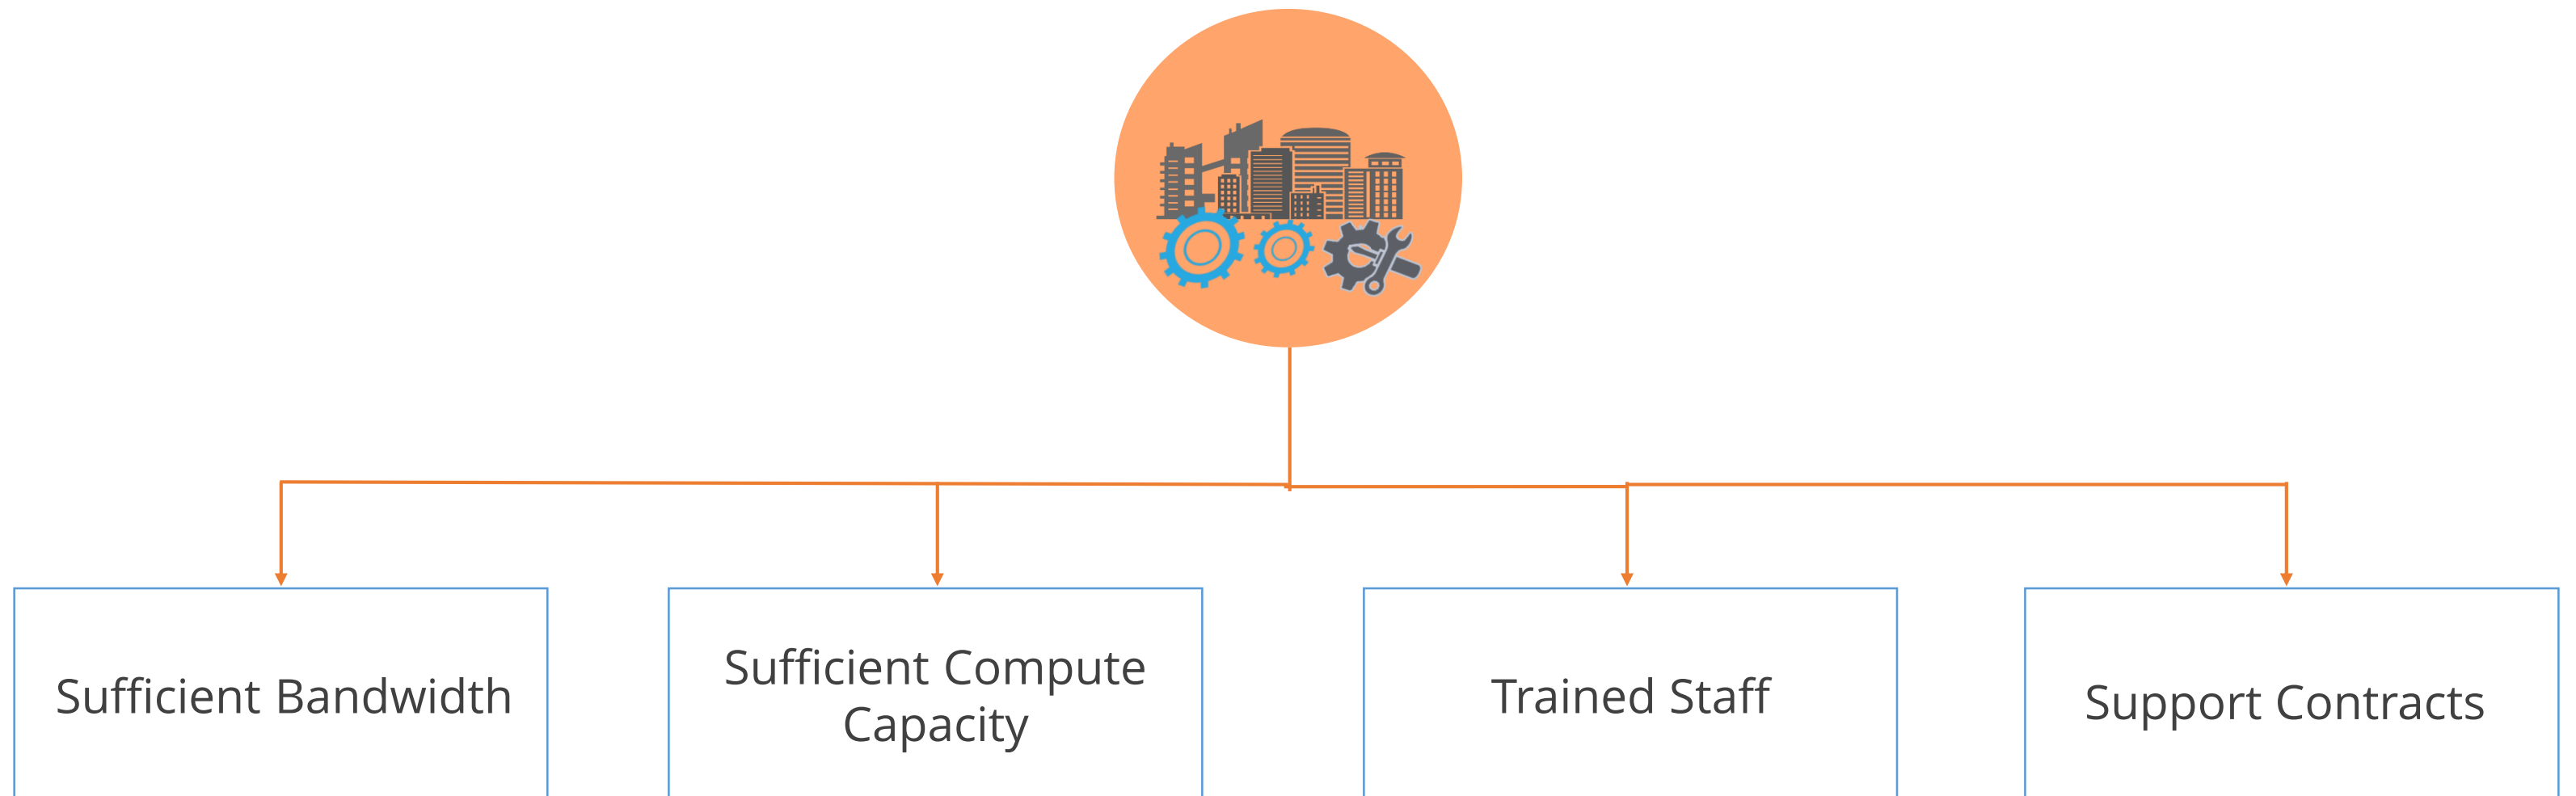 Sufficient Bandwidth
Sufficient Compute
Capacity
Trained Staff
Support Contracts